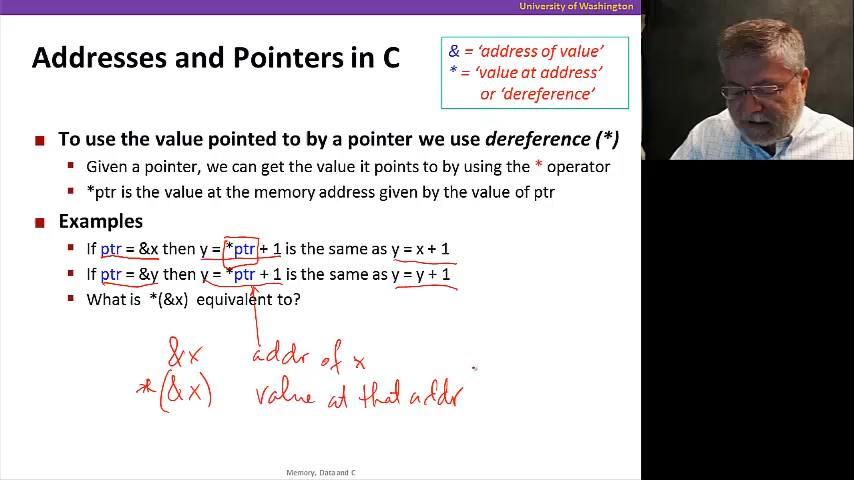 University of Washington
Addresses and Pointers in C
& = ‘address of value’
* = ‘value at address’
or ‘dereference’
To use the value pointed to by a pointer we use dereference (*)
Given a pointer, we can get the value it points to by using the * operator
*ptr is the value at the memory address given by the value of ptr
Examples
If ptr = &x then y = *ptr + 1 is the same as y = x + 1
If ptr = &y then y = *ptr + 1 is the same as y = y + 1
What is *(&x) equivalent to?
&x addr of x
*(&x) value at that addr
Memory, Data and C